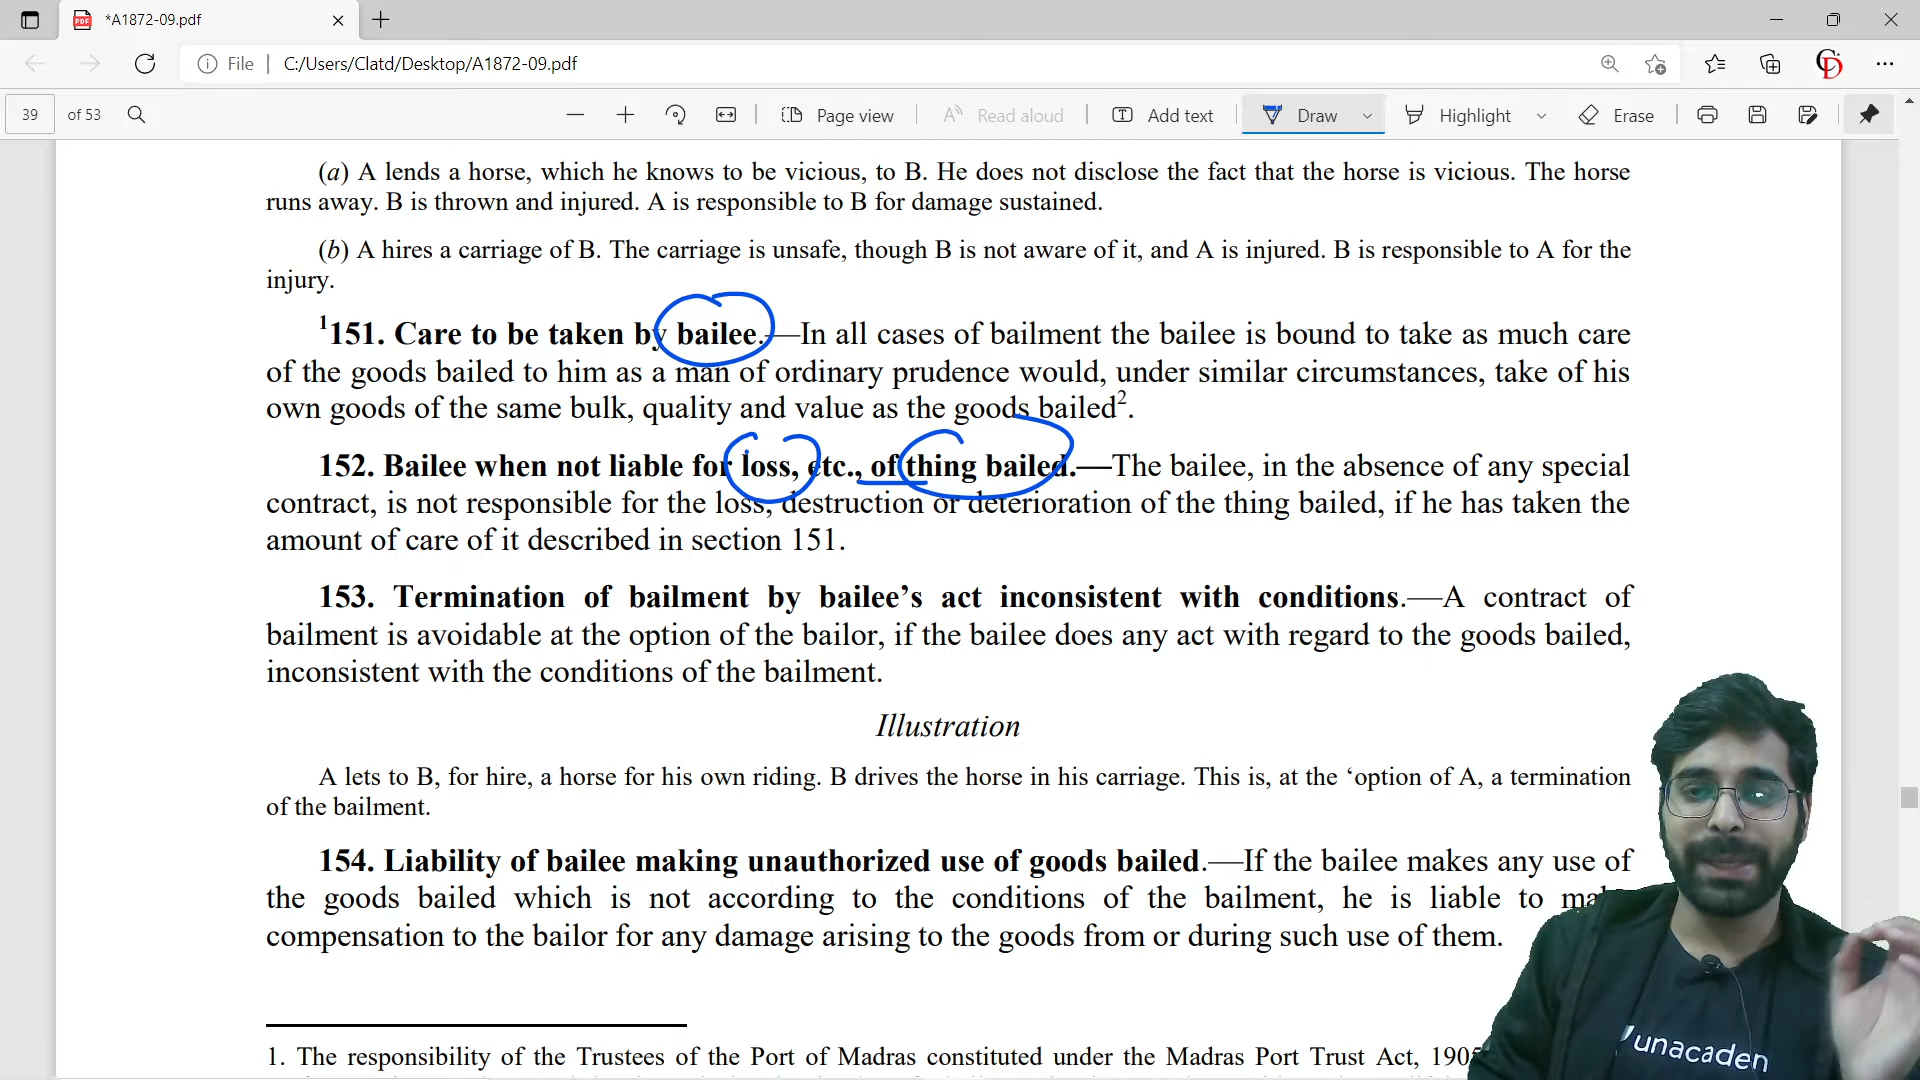 *A1872-09.pdf
File
C:/Users/Clatd/Desktop/A1872-09.pdf
39 of 53
Page view
Read aloud
Add text
Draw
Highlight
Erase
(a) A lends a horse, which he knows to be vicious, to B. He does not disclose the fact that the horse is vicious. The horse
runs away. B is thrown and injured. A is responsible to B for damage sustained.
(b) A hires a carriage of B. The carriage is unsafe, though B is not aware of it, and A is injured. B is responsible to A for the
injury.
1151. Care to be taken by bailee.—In all cases of bailment the bailee is bound to take as much care
of the goods bailed to him as a man of ordinary prudence would, under similar circumstances, take of his
own goods of the same bulk, quality and value as the goods bailed2.
152. Bailee when not liable for loss, etc., of thing bailed.—The bailee, in the absence of any special
contract, is not responsible for the loss, destruction or deterioration of the thing bailed, if he has taken the
amount of care of it described in section 151.
153. Termination of bailment by bailee’s act inconsistent with conditions.—A contract of
bailment is avoidable at the option of the bailor, if the bailee does any act with regard to the goods bailed,
inconsistent with the conditions of the bailment.
Illustration
A lets to B, for hire, a horse for his own riding. B drives the horse in his carriage. This is, at the ‘option of A, a termination
of the bailment.
154. Liability of bailee making unauthorized use of goods bailed.—If the bailee makes any use of
the goods bailed which is not according to the conditions of the bailment, he is liable to
compensation to the bailor for any damage arising to the goods from or during such use of them.
1. The responsibility of the Trustees of the Port of Madras constituted under the Madras Port Trust Act,
unacaden